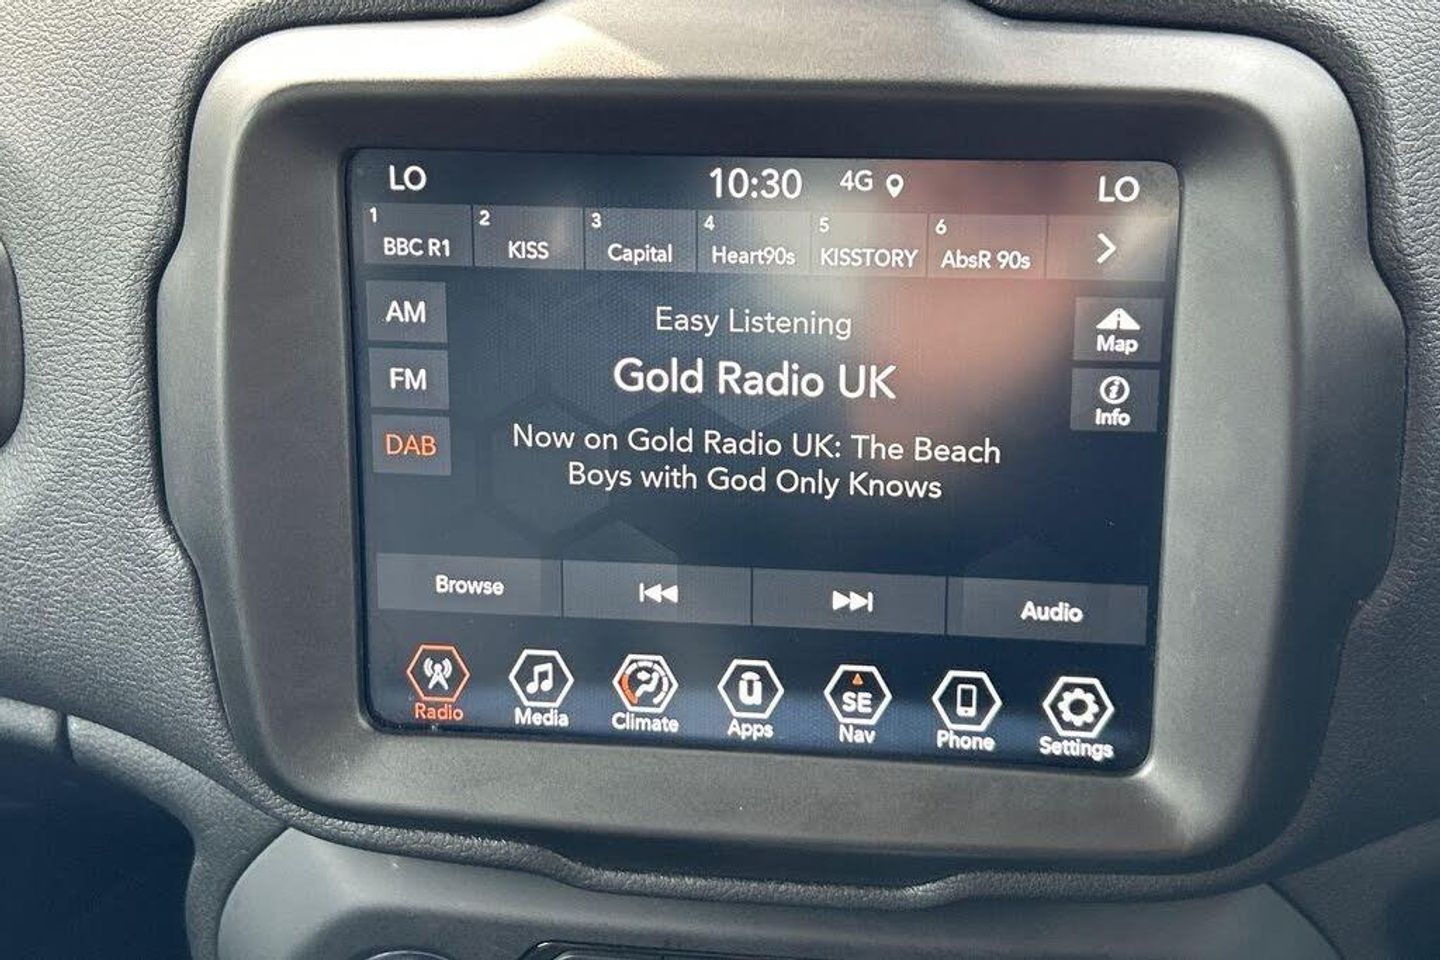 LO 10:30 4G LO
1 2 3 4 5 6
BBC R1 KISS Capital Heart90s KISSTORY AbsR 90s
AM
FM
DAB
Easy Listening
Gold Radio UK
Now on Gold Radio UK: The Beach
Boys with God Only Knows
Map
Info
Browse Audio
SE
Radio Media Climate Apps Nav Phone Settings